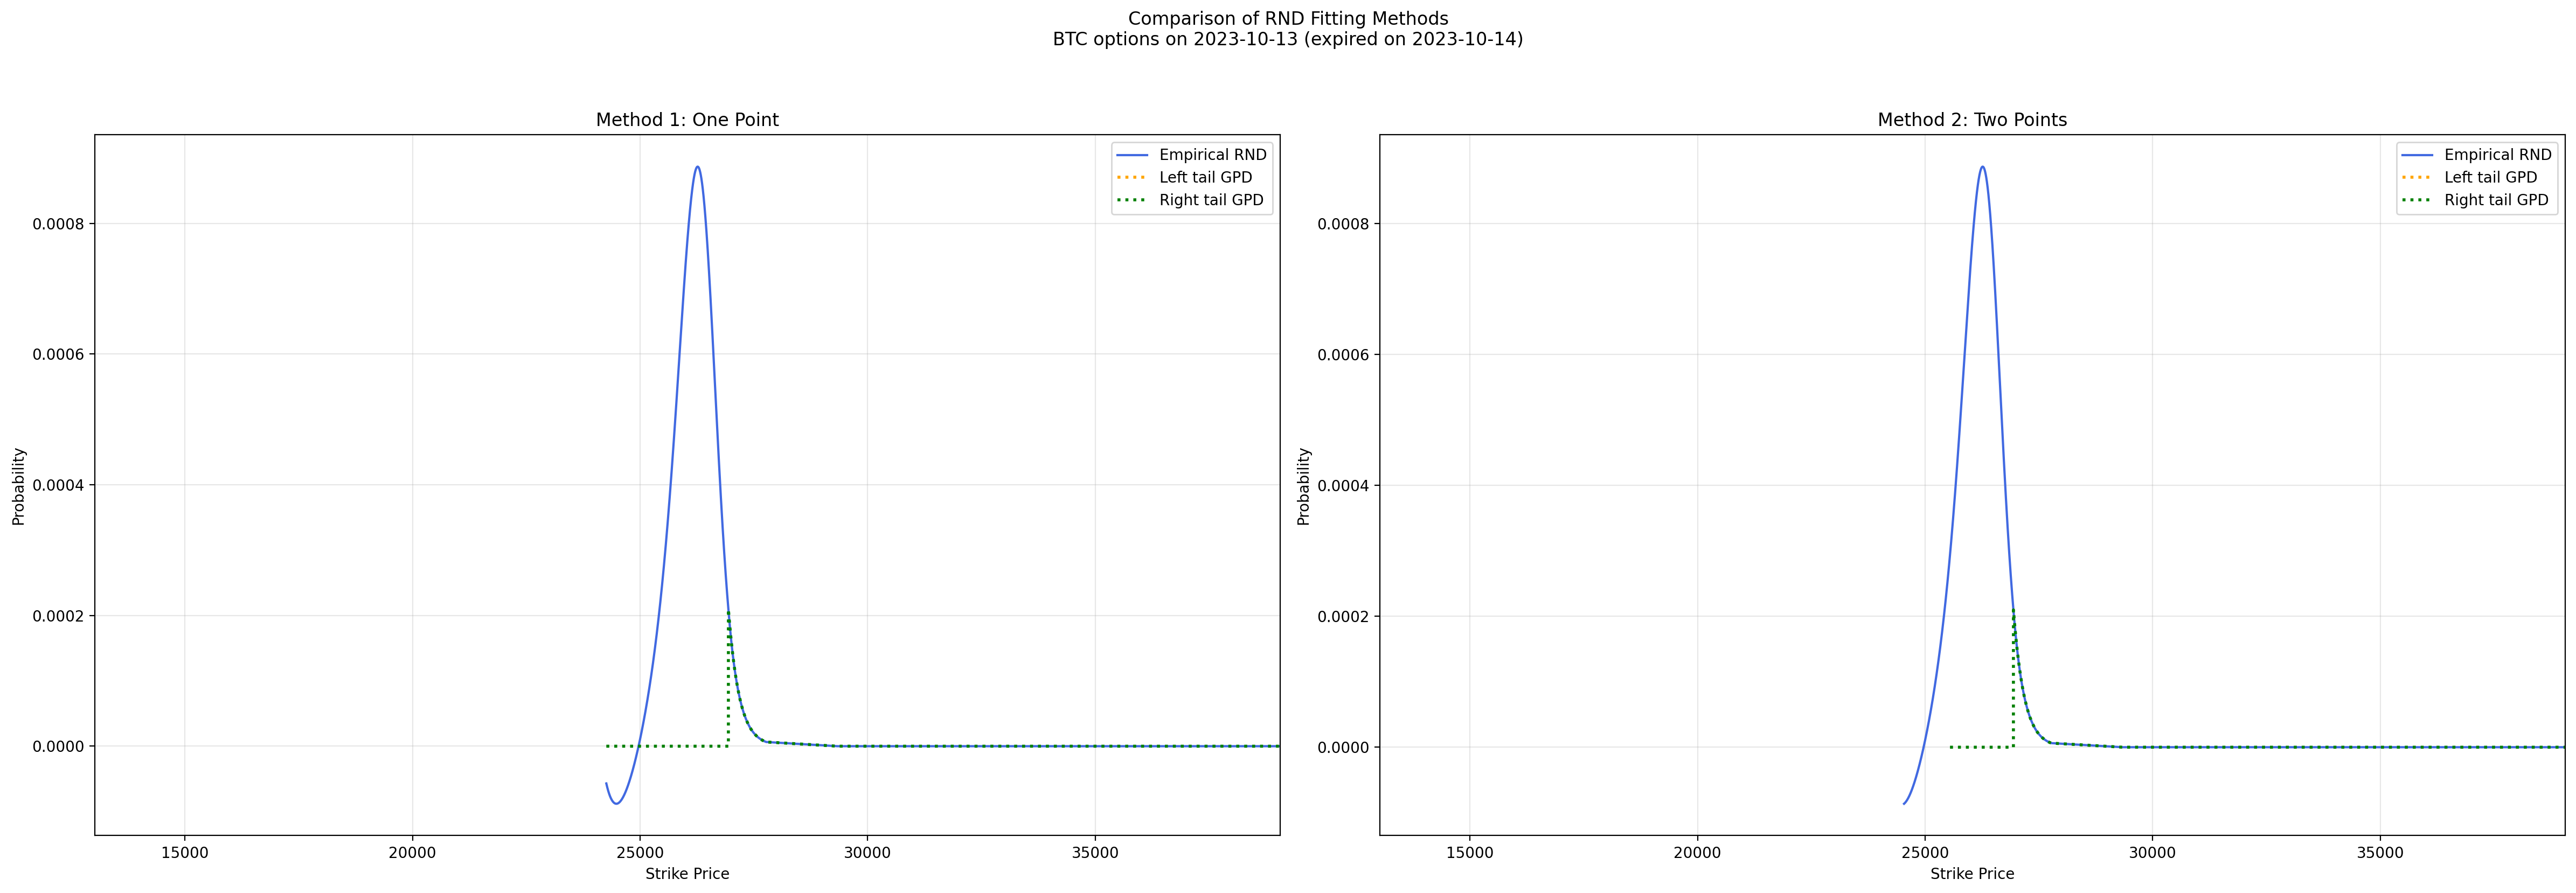 Comparison of RND Fitting Methods
BTC options on 2023-10-13 (expired on 2023-10-14)
Method 1: One Point
Probability
0.0008
0.0006
0.0004
0.0002
0.0000
Empirical RND
Left tail GPD
Right tail GPD
15000
20000
25000
30000
35000
Strike Price
Method 2: Two Points
Probability
0.0008
0.0006
0.0004
0.0002
0.0000
Empirical RND
Left tail GPD
Right tail GPD
15000
20000
25000
30000
35000
Strike Price